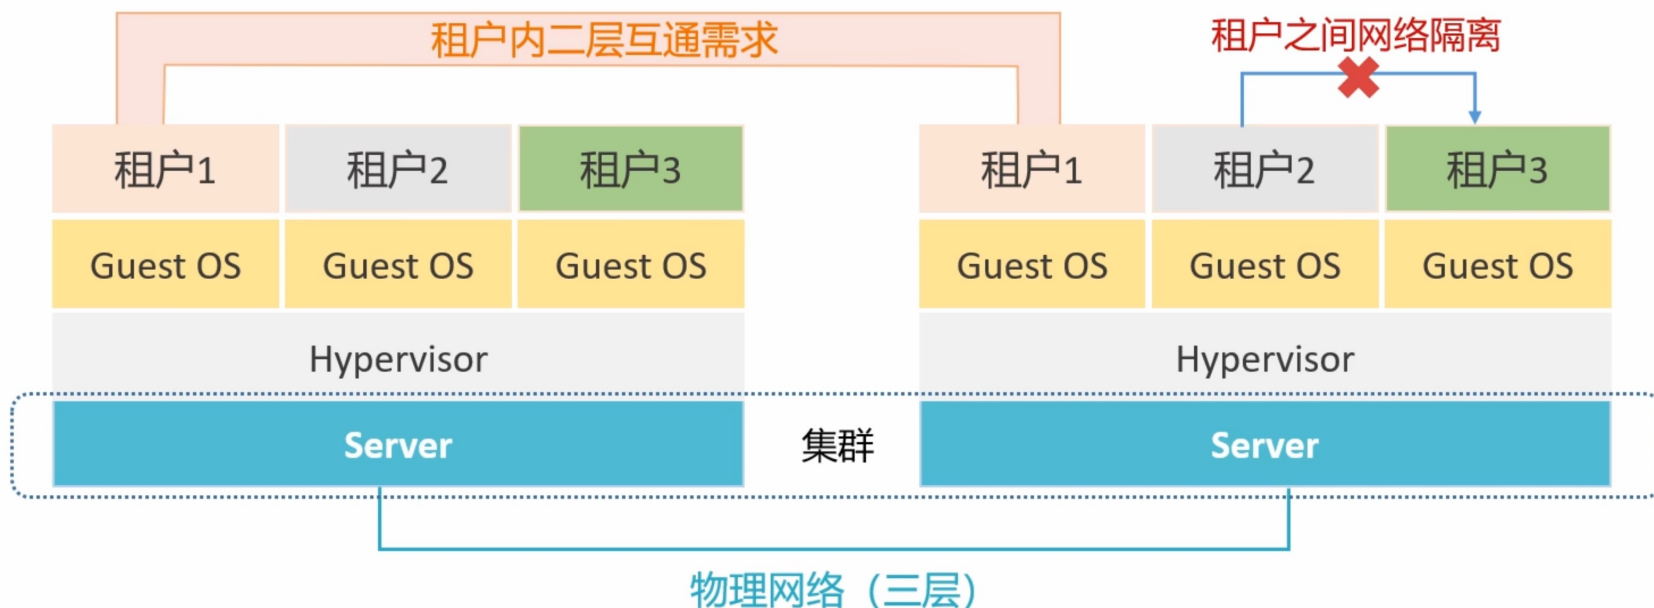 租户内二层互通需求
租户之间网络隔离
租户1 租户2 租户3 租户1 租户2 租户3
Guest OS Guest OS Guest OS Guest OS Guest OS Guest OS
Hypervisor Hypervisor
Server 集群 Server
物理网络（三层）